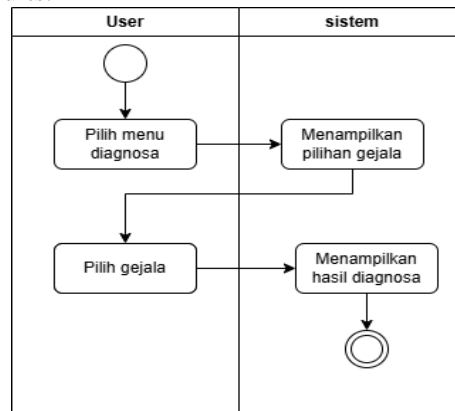 User
sistem
Pilih menu
diagnosa
Menampilkan
pilihan gejala
Pilih gejala
Menampilkan
hasil diagnosa